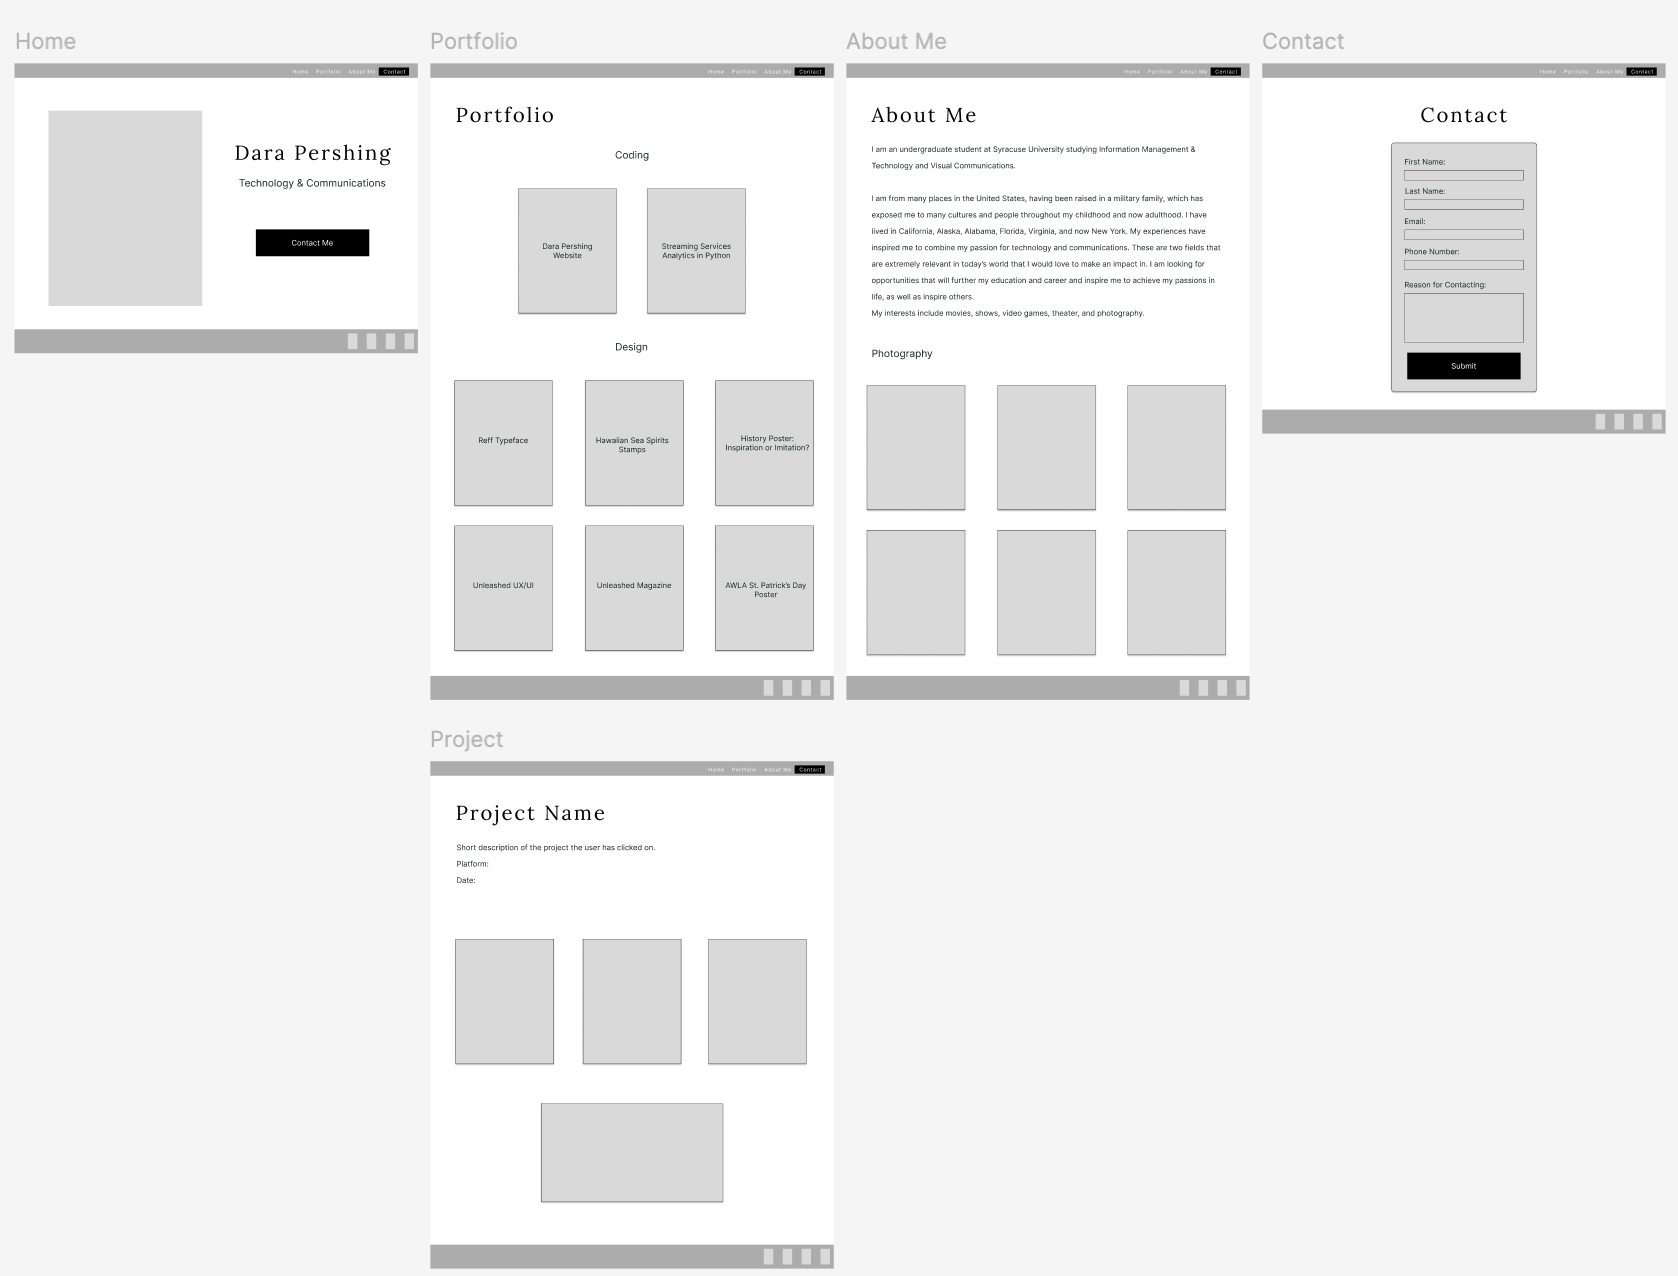 Home
Home Portfolio About Me Contact
Dara Pershing
Technology & Communications
Contact Me
Portfolio
Home Portfolio About Me Contact
Portfolio
Coding
Dara Pershing
Website
Streaming Services
Analytics in Python
Design
Reff Typeface
Hawaiian Sea Spirits
Stamps
History Poster:
Inspiration or Imitation?
Unleashed UX/UI
Unleashed Magazine
AWLA St. Patrick's Day
Poster
About Me
Home Portfolio About Me Contact
About Me
I am an undergraduate student at Syracuse University studying Information Management &
Technology and Visual Communications.
I am from many places in the United States, having been raised in a military family, which has
exposed me to many cultures and people throughout my childhood and now adulthood. I have
lived in California, Alaska, Alabama, Florida, Virginia, and now New York. My experiences have
inspired me to combine my passion for technology and communications. These are two fields that
are extremely relevant in today's world that I would love to make an impact in. I am looking for
opportunities that will further my education and career and inspire me to achieve my passions in
life, as well as inspire others.
My interests include movies, shows, video games, theater, and photography.
Photography
Contact
Home Portfolio About Me Contact
Contact
First Name:
Last Name:
Email:
Phone Number:
Reason for Contacting:
Submit
Project
Home Portfolio About Me Contact
Project Name
Short description of the project the user has clicked on.
Platform:
Date: